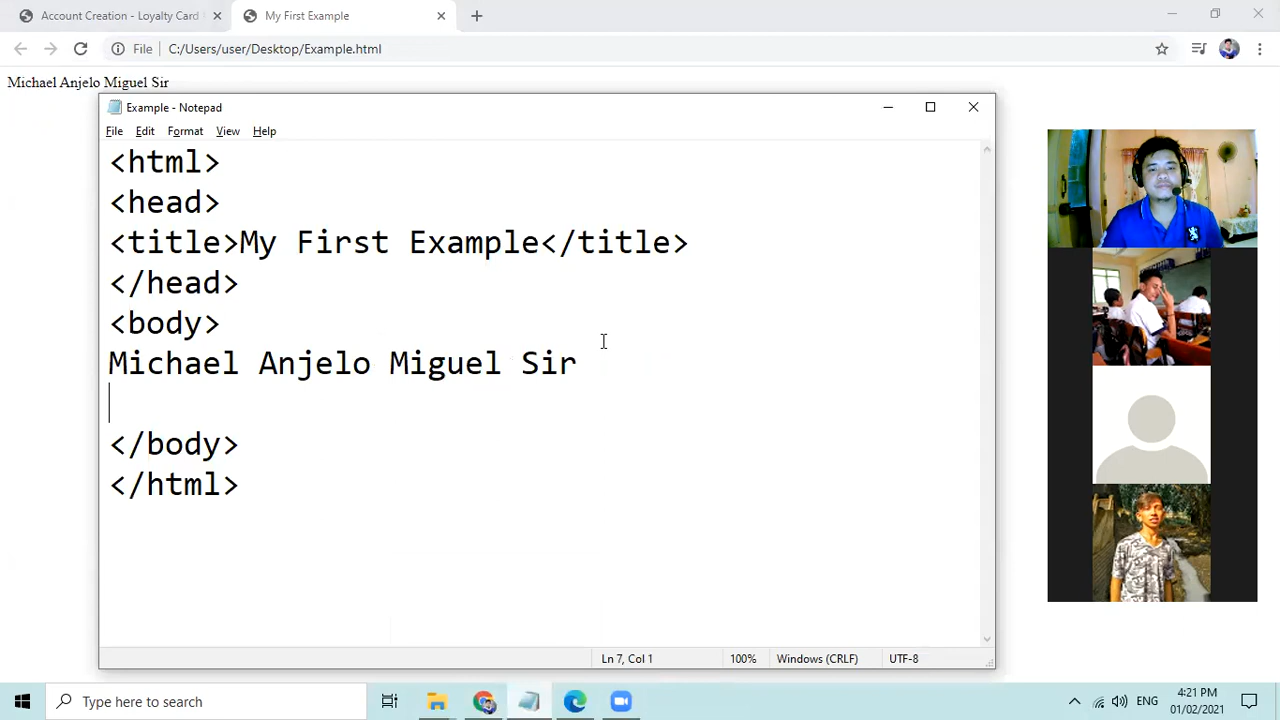 Account Creation - Loyalty Card
My First Example
File
C:/Users/user/Desktop/Example.html
Michael Anjelo Miguel Sir
Example - Notepad
File Edit Format View Help
<html>
<head>
<title>My First Example</title>
</head>
<body>
Michael Anjelo Miguel Sir
</body>
</html>
Ln 7, Col 1
100%
Windows (CRLF)
UTF-8
Type here to search
ENG
4:21 PM
01/02/2021